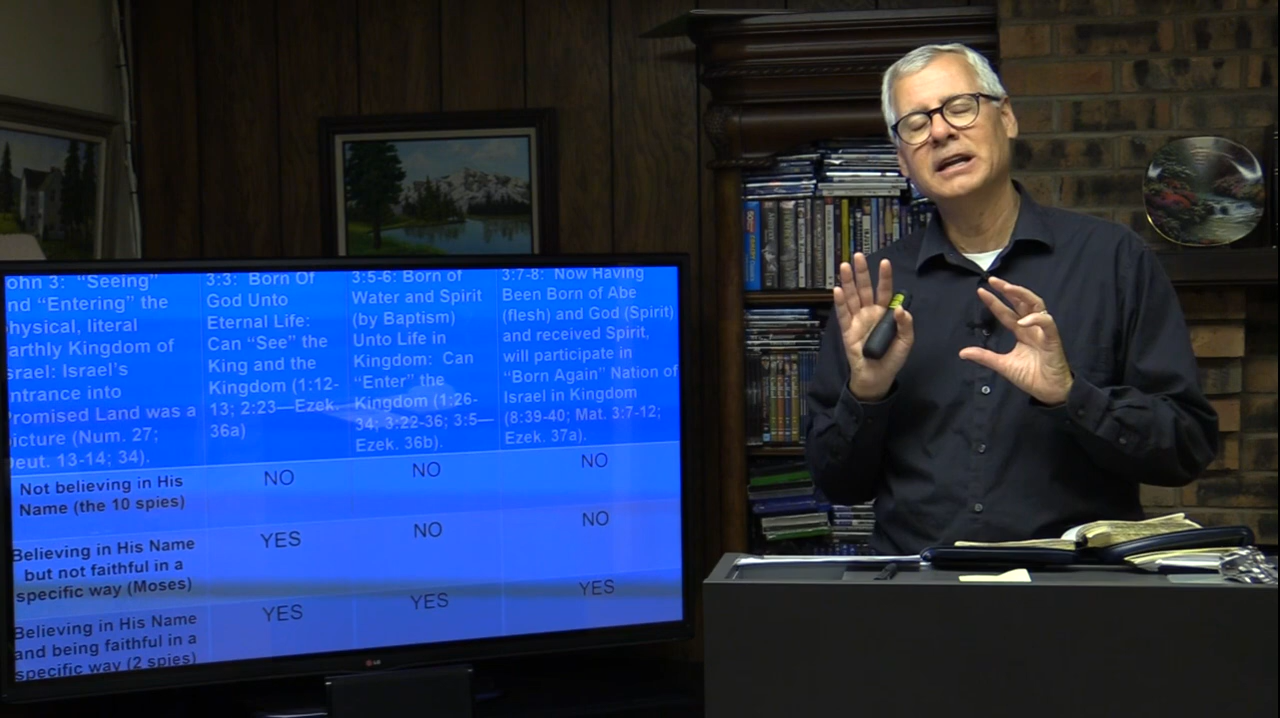 ohn 3: “Seeing”
nd “Entering” the
hysical, literal
arthly Kingdom of
srael: Israel’s
ntrance into
romised Land was a
icture (Num. 27;
eut. 13-14; 34).
3:3: Born Of
God Unto
Eternal Life:
Can “See” the
King and the
Kingdom (1:12-
13; 2:23—Ezek.
36a)
3:5-6: Born of
Water and Spirit
(by Baptism)
Unto Life in
Kingdom: Can
“Enter” the
Kingdom (1:26-
34; 3:22-36; 3:5—
Ezek. 36b).
3:7-8: Now Having
Been Born of Abe
(flesh) and God (Spirit)
and received Spirit,
will participate in
“Born Again” Nation of
Israel in Kingdom
(8:39-40; Mat. 3:7-12;
Ezek. 37a).
Not believing in His
Name (the 10 spies)
NO
NO
NO
Believing in His Name
but not faithful in a
specific way (Moses)
YES
NO
NO
Believing in His Name
and being faithful in a
specific way (2 spies)
YES
YES
YES
LG